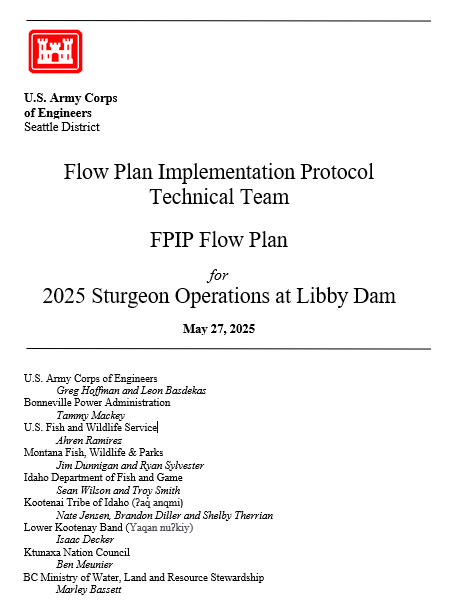 U.S. Army Corps
of Engineers
Seattle District
Flow Plan Implementation Protocol
Technical Team
FPIP Flow Plan
for
2025 Sturgeon Operations at Libby Dam
May 27, 2025
U.S. Army Corps of Engineers
Greg Hoffman and Leon Basdekas
Bonneville Power Administration
Tammy Mackey
U.S. Fish and Wildlife Service
Ahren Ramirez
Montana Fish, Wildlife & Parks
Jim Dunnigan and Ryan Sylvester
Idaho Department of Fish and Game
Sean Wilson and Troy Smith
Kootenai Tribe of Idaho (ʔaq̓anqmi)
Nate Jensen, Brandon Diller and Shelby Therrian
Lower Kootenay Band (Yaqan nuʔkiy)
Isaac Decker
Ktunaxa Nation Council
Ben Meunier
BC Ministry of Water, Land and Resource Stewardship
Marley Bassett